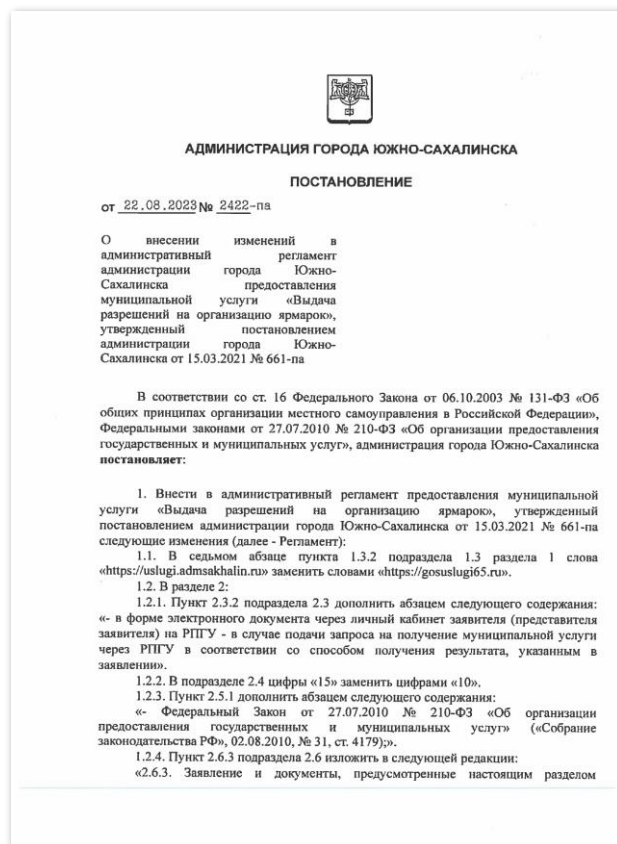 АДМИНИСТРАЦИЯ ГОРОДА ЮЖНО-САХАЛИНСКА
ПОСТАНОВЛЕНИЕ
от 22.08.2023 № 2422-па
О внесении изменений в
административный регламент
администрации города Южно-
Сахалинска предоставления
муниципальной услуги «Выдача
разрешений на организацию ярмарок»,
утвержденный постановлением
администрации города Южно-
Сахалинска от 15.03.2021 № 661-па
В соответствии со ст. 16 Федерального Закона от 06.10.2003 № 131-ФЗ «Об
общих принципах организации местного самоуправления в Российской Федерации»,
Федеральными законами от 27.07.2010 № 210-ФЗ «Об организации предоставления
государственных и муниципальных услуг», администрация города Южно-Сахалинска
постановляет:
1. Внести в административный регламент предоставления муниципальной
услуги «Выдача разрешений на организацию ярмарок», утвержденный
постановлением администрации города Южно-Сахалинска от 15.03.2021 № 661-па
следующие изменения (далее - Регламент):
1.1. В седьмом абзаце пункта 1.3.2 подраздела 1.3 раздела 1 слова
«https://uslugi.admsakhalin.ru» заменить словами «https://gosuslugi65.ru».
1.2. В разделе 2:
1.2.1. Пункт 2.3.2 подраздела 2.3 дополнить абзацем следующего содержания:
«- в форме электронного документа через личный кабинет заявителя (представителя
заявителя) на РПГУ - в случае подачи запроса на получение муниципальной услуги
через РПГУ в соответствии со способом получения результата, указанным в
заявлении».
1.2.2. В подразделе 2.4 цифры «15» заменить цифрами «10».
1.2.3. Пункт 2.5.1 дополнить абзацем следующего содержания:
«- Федеральный Закон от 27.07.2010 № 210-ФЗ «Об организации
предоставления государственных и муниципальных услуг» («Собрание
законодательства РФ», 02.08.2010, № 31, ст. 4179);».
1.2.4. Пункт 2.6.3 подраздела 2.6 изложить в следующей редакции:
«2.6.3. Заявление и документы, предусмотренные настоящим разделом